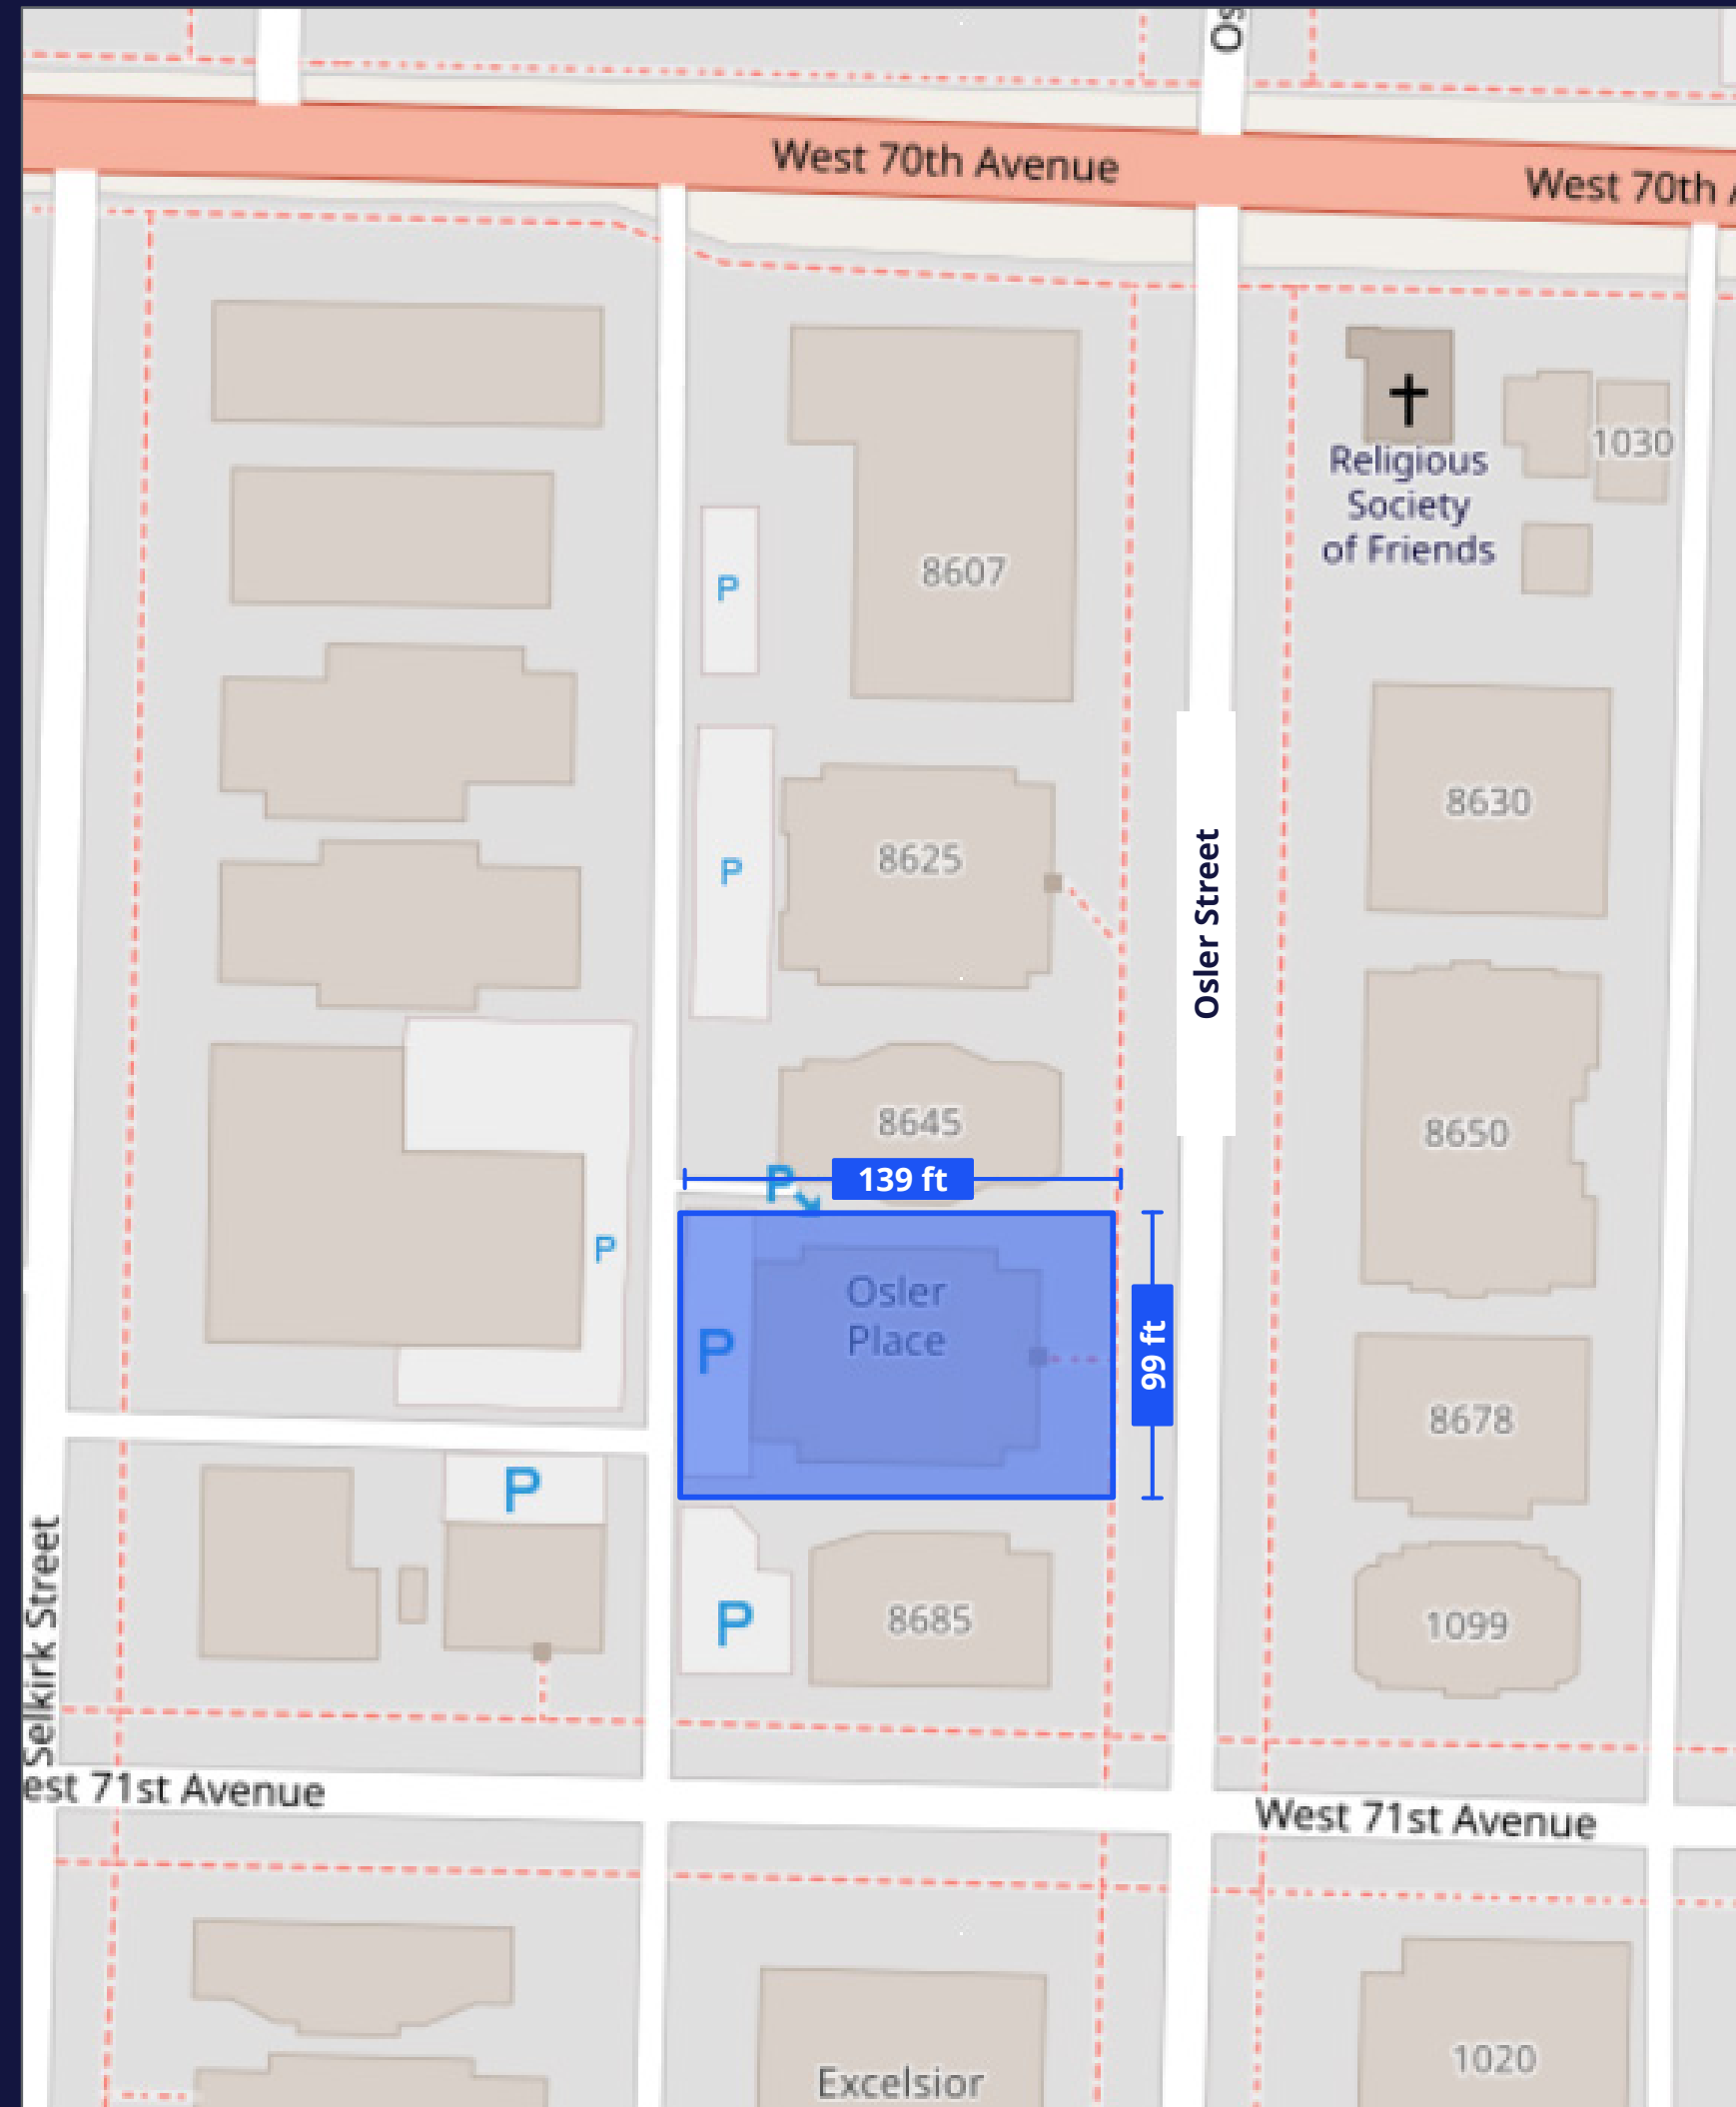 Os
West 70th Avenue
West 70th A
1030
Religious
Society
of Friends
P
8607
8630
P
8625
Osler Street
8645
8650
P
139 ft
P
Osler
Place
P
99 ft
8678
P
Selkirk Street
P
8685
1099
est 71st Avenue
West 71st Avenue
1020
Excelsior